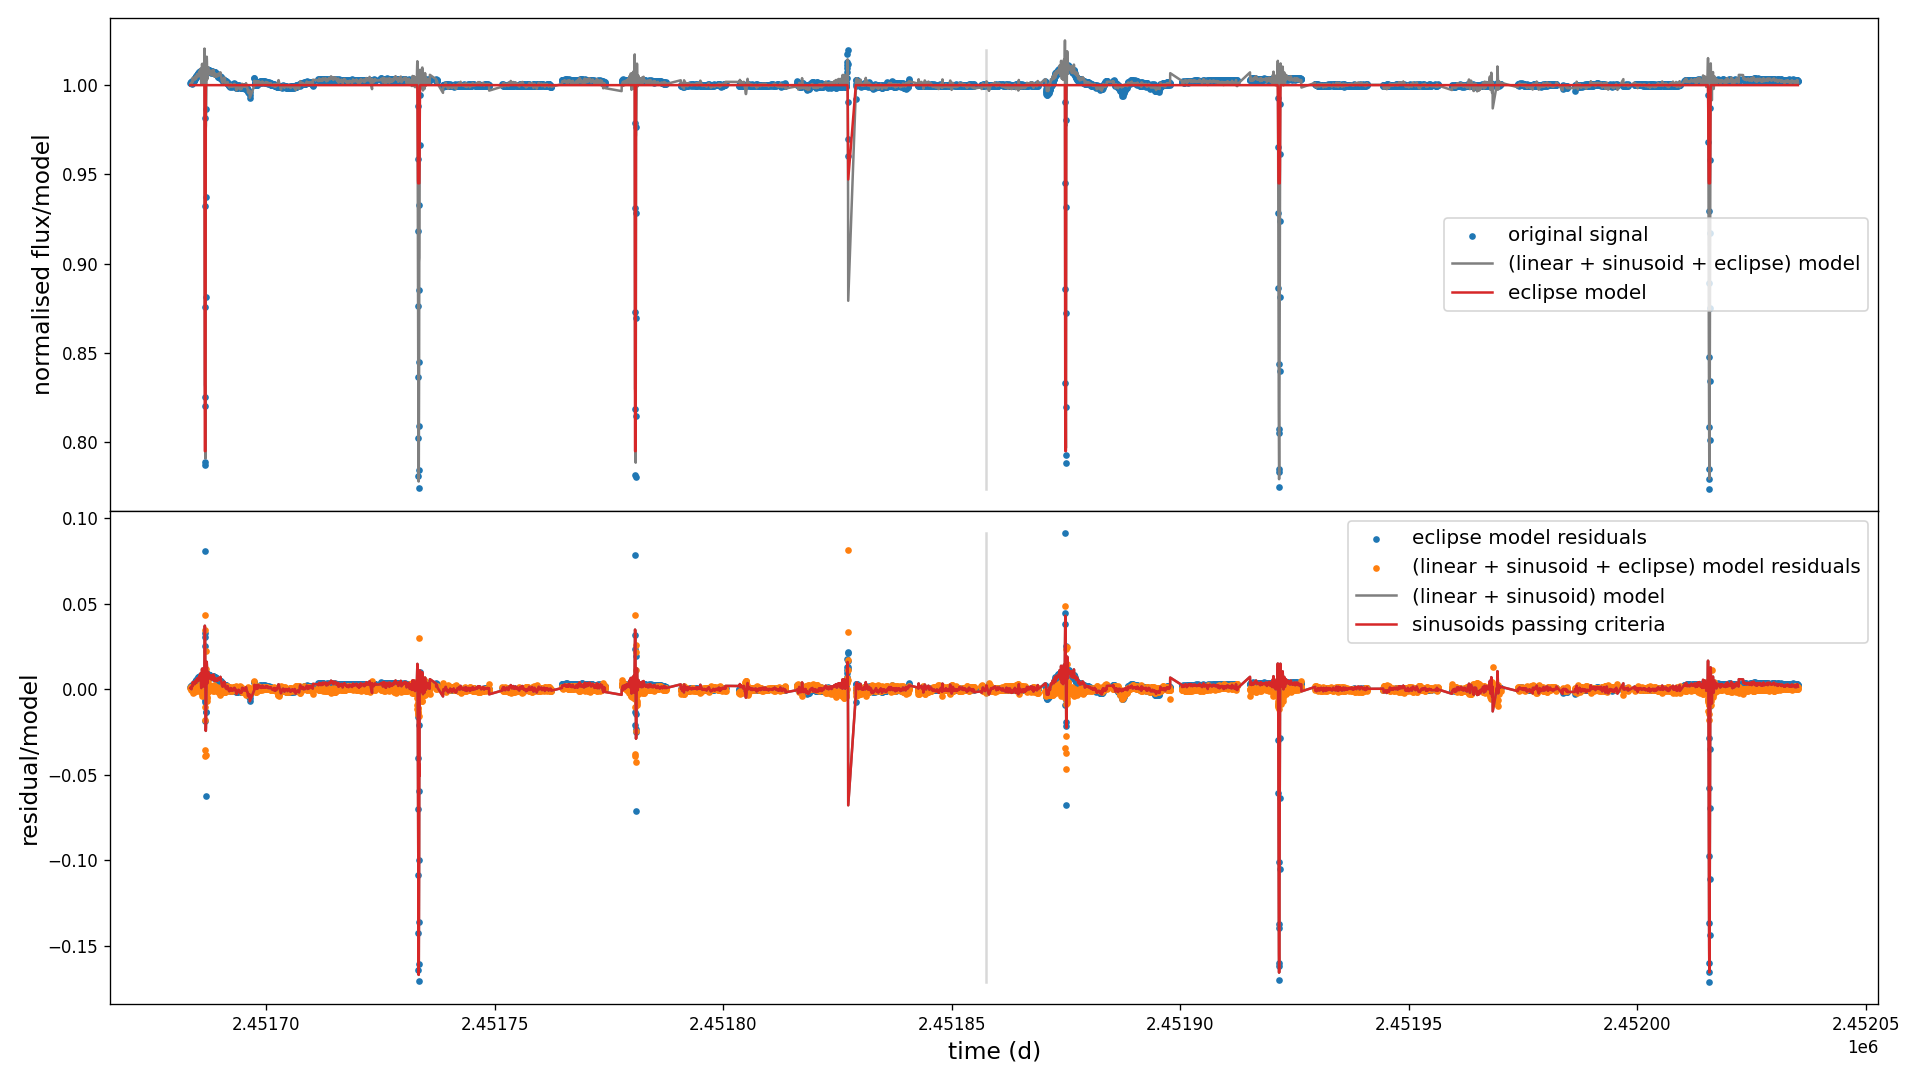 1.00
0.95
0.90
0.85
0.80
normalised flux/model
original signal
(linear + sinusoid + eclipse) model
eclipse model
0.10
0.05
0.00
−0.05
−0.10
−0.15
residual/model
eclipse model residuals
(linear + sinusoid + eclipse) model residuals
(linear + sinusoid) model
sinusoids passing criteria
2.45170
2.45175
2.45180
2.45185
2.45190
2.45195
2.45200
2.45205
1e6
time (d)